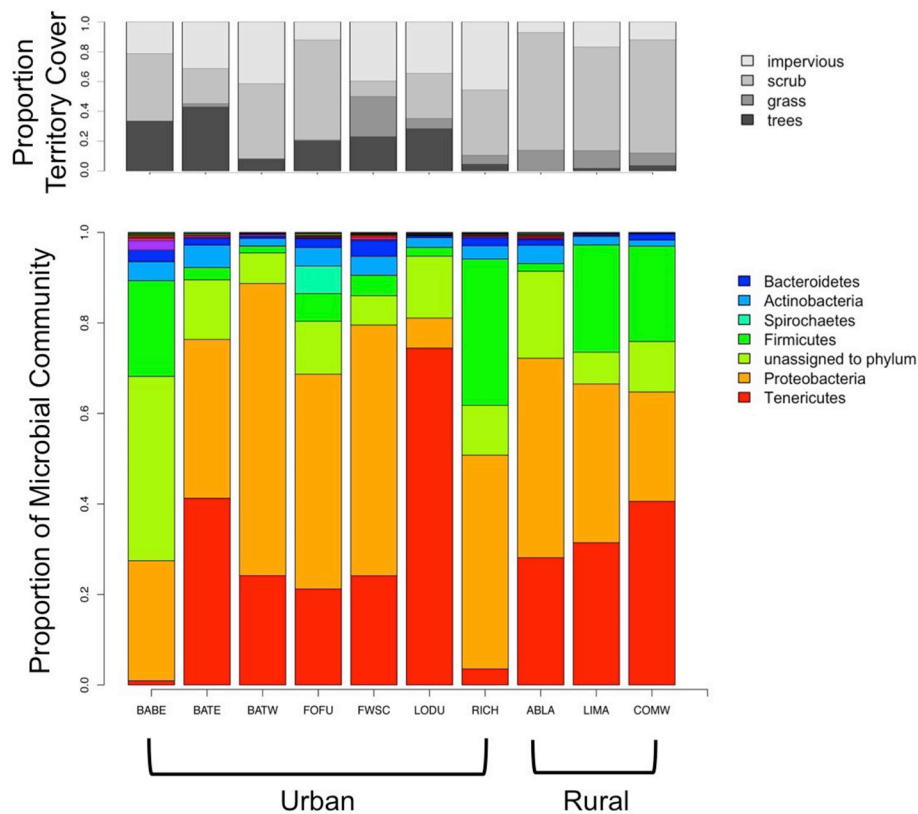 Proportion
Territory Cover
0.0
0.2
0.4
0.6
0.8
1.0
impervious
scrub
grass
trees
Proportion of Microbial Community
0.0
0.2
0.4
0.6
0.8
1.0
Bacteroidetes
Actinobacteria
Spirochaetes
Firmicutes
unassigned to phylum
Proteobacteria
Tenericutes
BABE BATE BATW FOFU FWSC LODU RICH ABLA LIMA COMW
Urban Rural